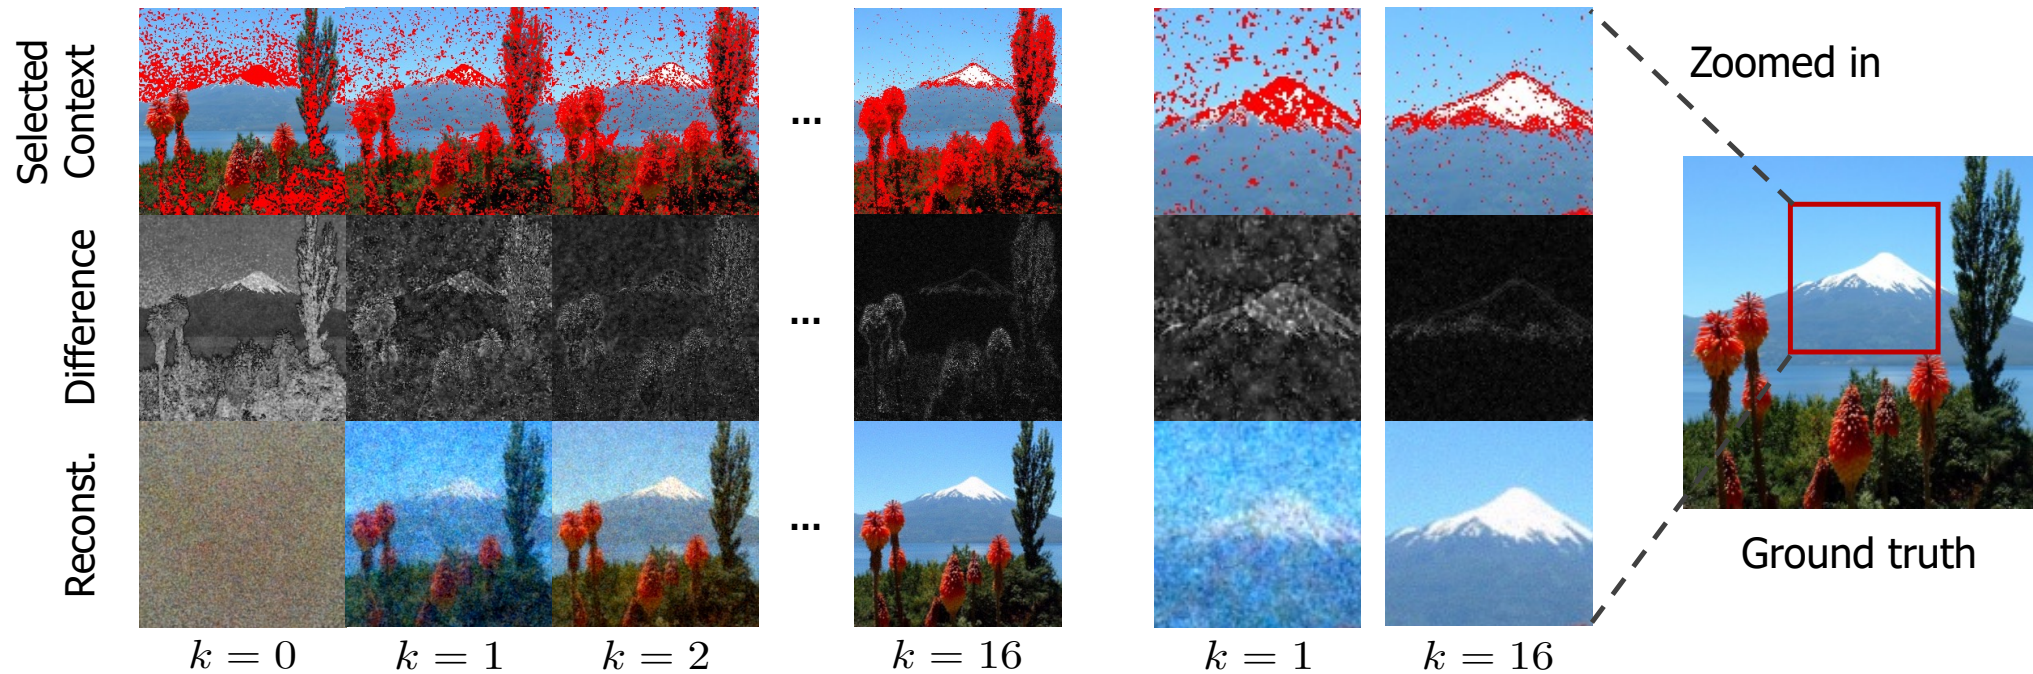 Selected
Context
Difference
Reconst.
...
...
...
k = 0
k = 1
k = 2
k = 16
k = 1
k = 16
Zoomed in
Ground truth